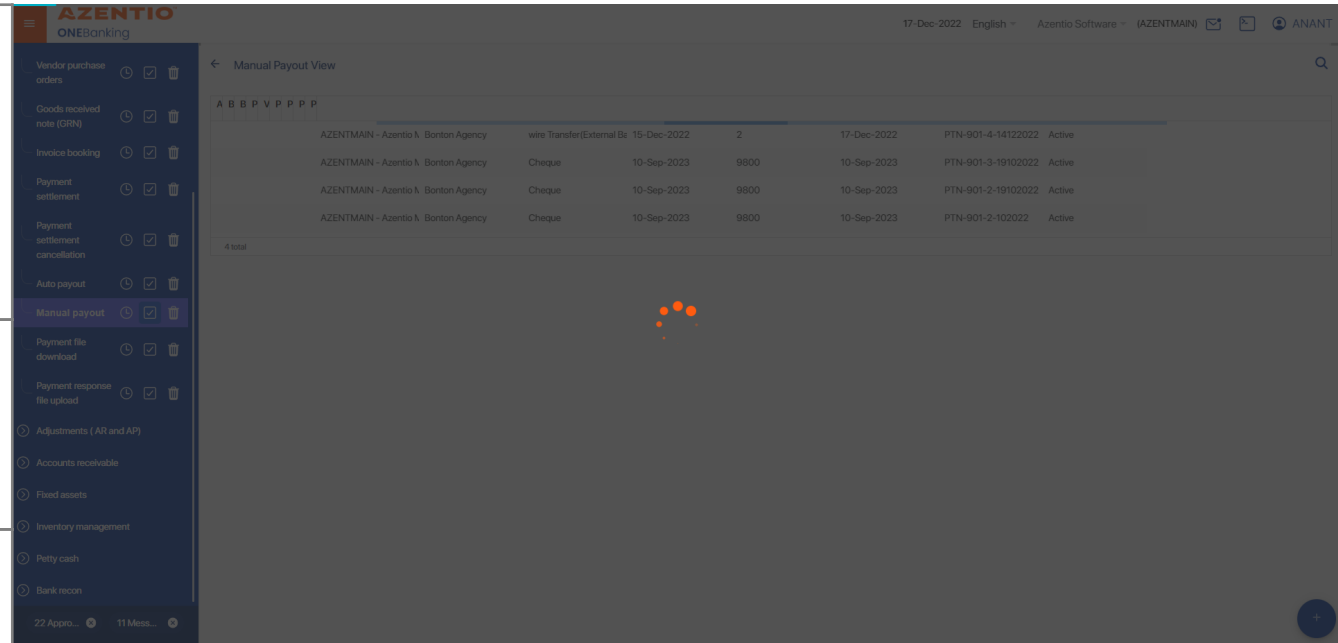 AZENTIO
ONEBanking
17-Dec-2022 English Azentio Software (AZENTMAIN) ANANT
Vendor purchase
orders
Goods received
note (GRN)
Invoice booking
Payment
settlement
Payment
settlement
cancellation
Auto payout
Manual payout
Payment file
download
Payment response
file upload
Adjustments ( AR and AP)
Accounts receivable
Fixed assets
Inventory management
Petty cash
Bank recon
22 Appro... 11 Mess...
Manual Payout View
A B B P V P P P P
AZENTMAIN - Azentio M Bonton Agency wire Transfer(External Ba 15-Dec-2022 2 17-Dec-2022 PTN-901-4-14122022 Active
AZENTMAIN - Azentio M Bonton Agency Cheque 10-Sep-2023 9800 10-Sep-2023 PTN-901-3-19102022 Active
AZENTMAIN - Azentio M Bonton Agency Cheque 10-Sep-2023 9800 10-Sep-2023 PTN-901-2-19102022 Active
AZENTMAIN - Azentio M Bonton Agency Cheque 10-Sep-2023 9800 10-Sep-2023 PTN-901-2-102022 Active
4 total